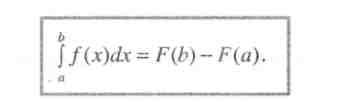 ∫_a^b f(x)dx = F(b) – F(a).